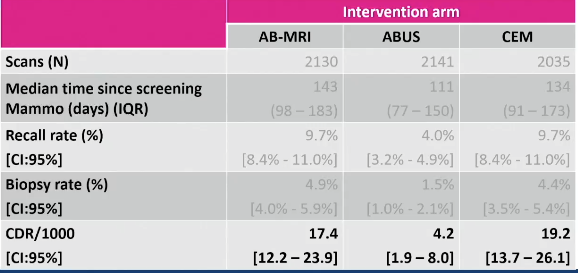 Intervention arm
AB-MRI ABUS CEM
Scans (N) 2130 2141 2035
Median time since screening 143 111 134
Mammo (days) (IQR) (98 – 183) (77 – 150) (91 – 173)
Recall rate (%) 9.7% 4.0% 9.7%
[CI:95%] [8.4% - 11.0%] [3.2% - 4.9%] [8.4% - 11.0%]
Biopsy rate (%) 4.9% 1.5% 4.4%
[CI:95%] [4.0% - 5.9%] [1.0% - 2.1%] [3.5% - 5.4%]
CDR/1000 17.4 4.2 19.2
[CI:95%] [12.2 – 23.9] [1.9 – 8.0] [13.7 – 26.1]